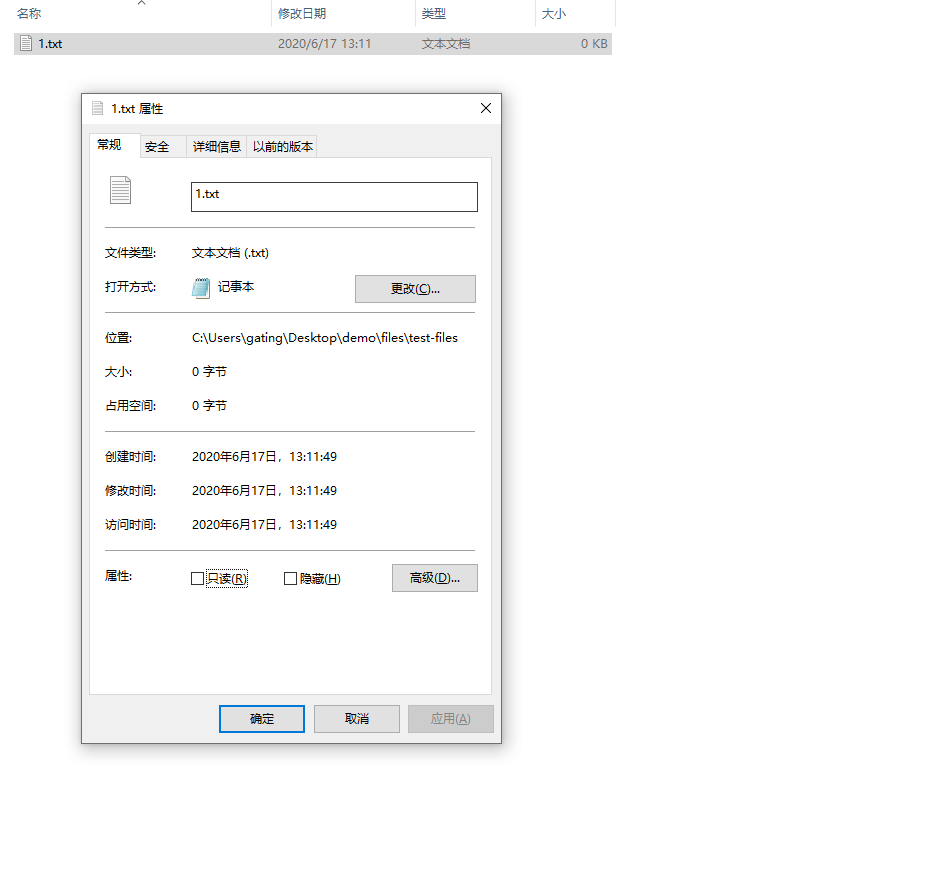 名称 修改日期 类型 大小
1.txt 2020/6/17 13:11 文本文档 0 KB
1.txt 属性
常规 安全 详细信息 以前的版本
1.txt
文件类型: 文本文档 (.txt)
打开方式: 记事本 更改(C)...
位置: C:\Users\gating\Desktop\demo\files\test-files
大小: 0 字节
占用空间: 0 字节
创建时间: 2020年6月17日，13:11:49
修改时间: 2020年6月17日，13:11:49
访问时间: 2020年6月17日，13:11:49
属性: 只读(R) 隐藏(H) 高级(D)...
确定 取消 应用(A)